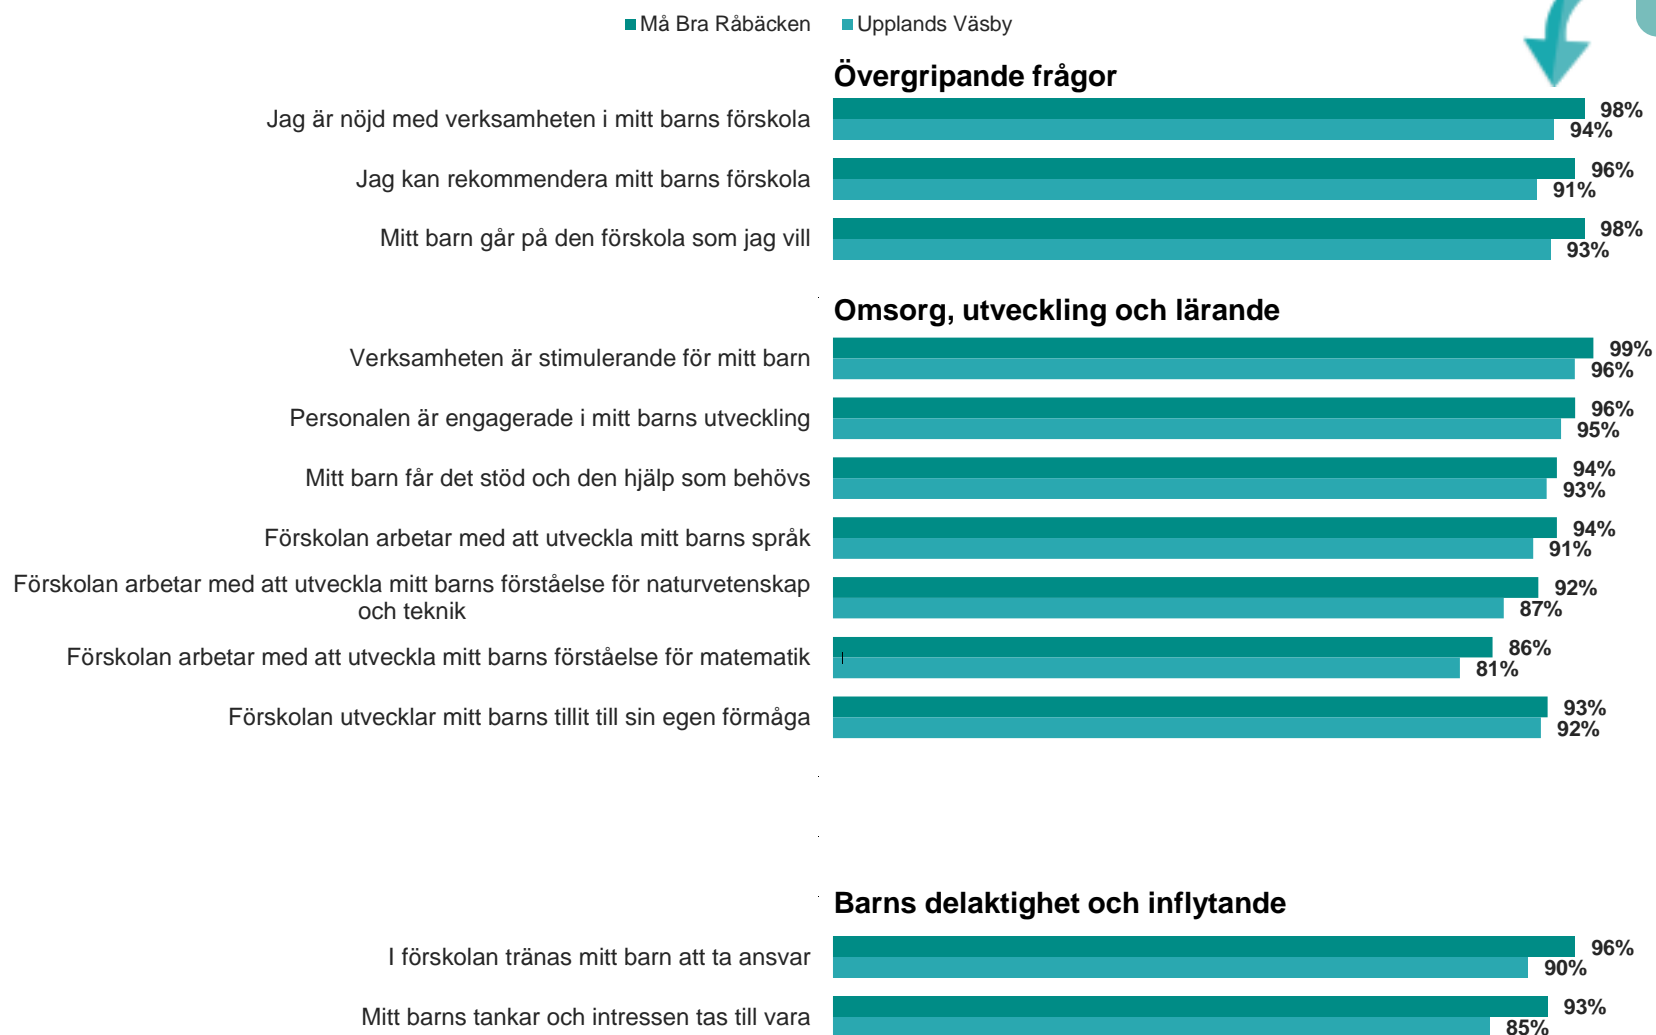 Må Bra Råbäcken Upplands Väsby
Övergripande frågor
Jag är nöjd med verksamheten i mitt barns förskola 98% 94%
Jag kan rekommendera mitt barns förskola 96% 91%
Mitt barn går på den förskola som jag vill 98% 93%
Omsorg, utveckling och lärande
Verksamheten är stimulerande för mitt barn 99% 96%
Personalen är engagerade i mitt barns utveckling 96% 95%
Mitt barn får det stöd och den hjälp som behövs 94% 93%
Förskolan arbetar med att utveckla mitt barns språk 94% 91%
Förskolan arbetar med att utveckla mitt barns förståelse för naturvetenskap
och teknik 92% 87%
Förskolan arbetar med att utveckla mitt barns förståelse för matematik 86% 81%
Förskolan utvecklar mitt barns tillit till sin egen förmåga 93% 92%
Barns delaktighet och inflytande
I förskolan tränas mitt barn att ta ansvar 96% 90%
Mitt barns tankar och intressen tas till vara 93% 85%